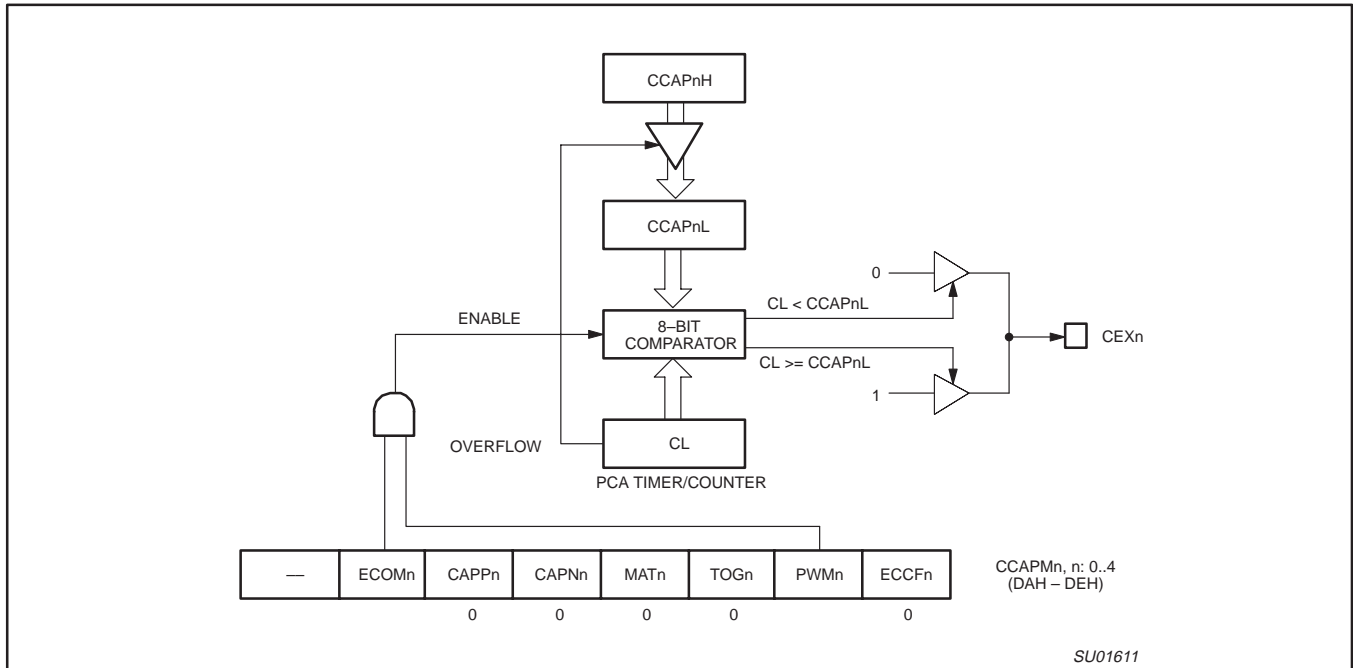 CCAPnH
CCAPnL
0
CL < CCAPnL
ENABLE
8–BIT
COMPARATOR
CEXn
CL >= CCAPnL
1
OVERFLOW
CL
PCA TIMER/COUNTER
–– ECOMn CAPPn CAPNn MATn TOGn PWMn ECCFn
CCAPMn, n: 0..4
(DAH – DEH)
0 0 0 0 0
SU01611